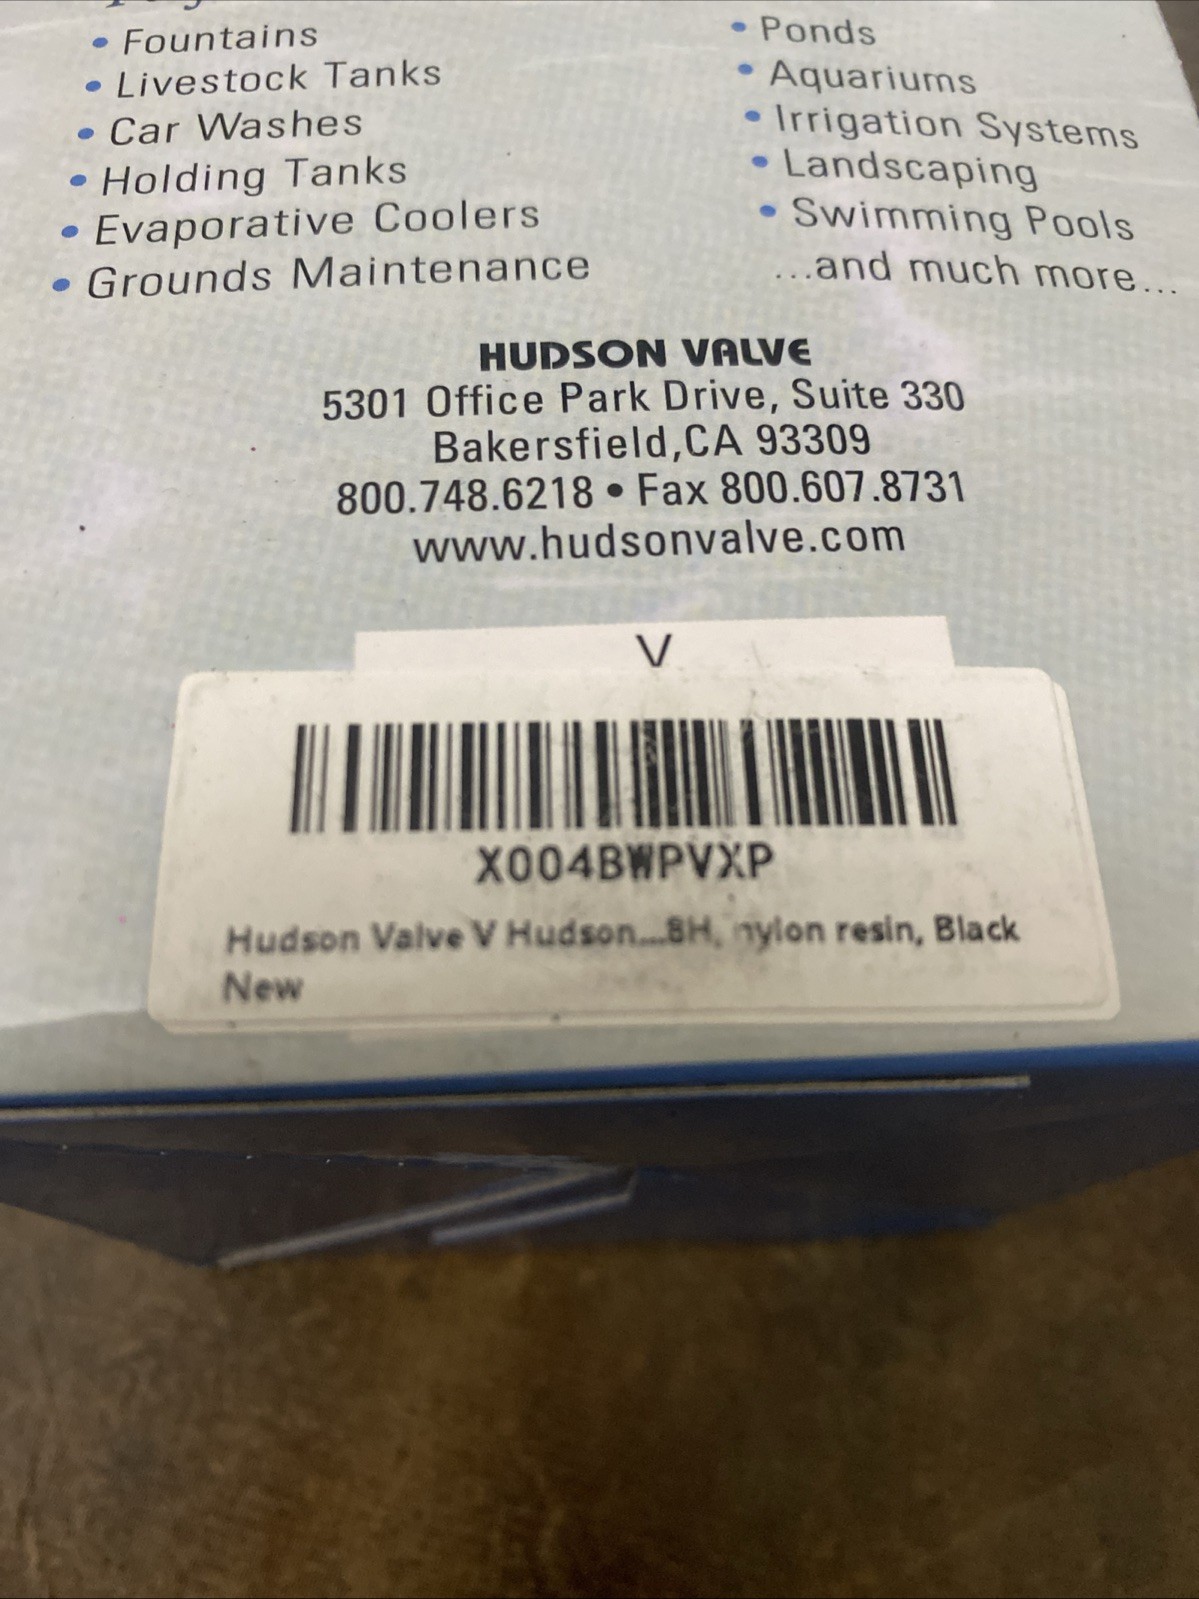 • Fountains
• Livestock Tanks
• Car Washes
• Holding Tanks
• Evaporative Coolers
• Grounds Maintenance
• Ponds
• Aquariums
• Irrigation Systems
• Landscaping
• Swimming Pools
...and much more...
HUDSON VALVE
5301 Office Park Drive, Suite 330
Bakersfield,CA 93309
800.748.6218 • Fax 800.607.8731
www.hudsonvalve.com
V
X004BWPVXP
Hudson Valve V Hudson...8H, nylon resin, Black
New